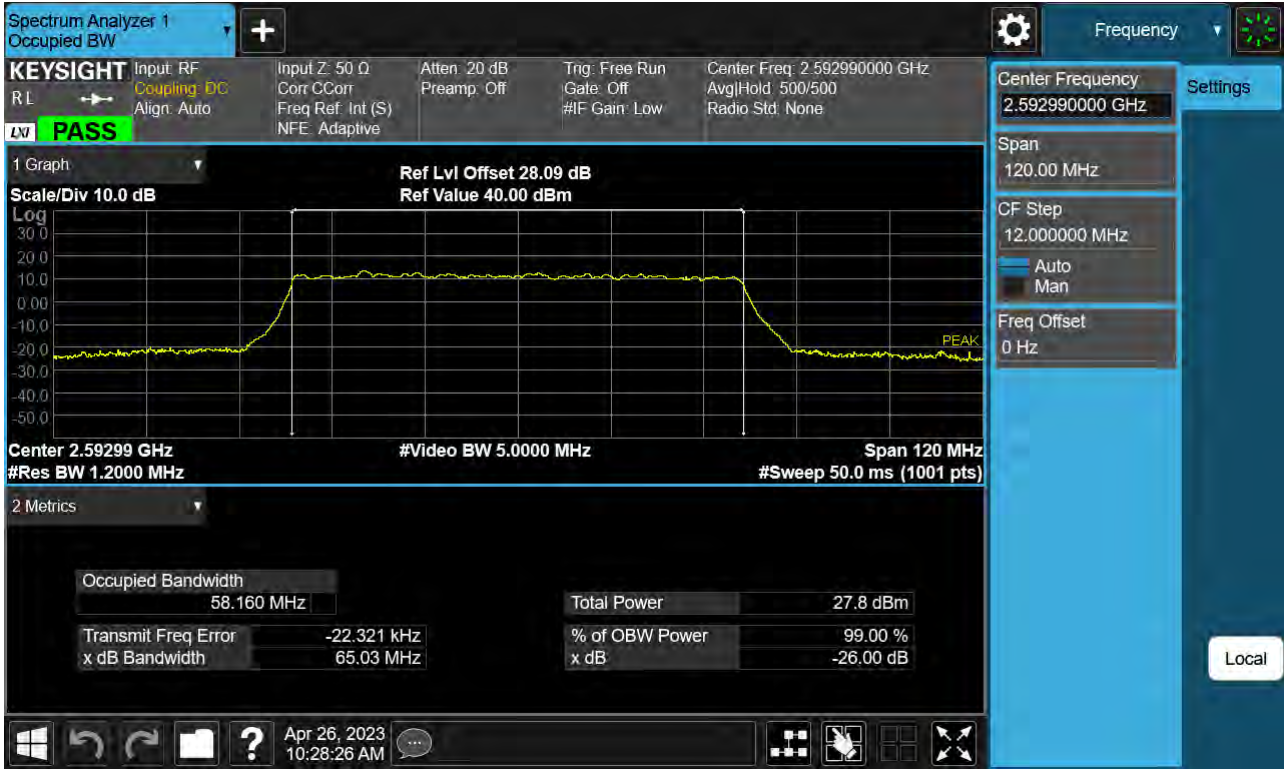 Spectrum Analyzer 1
Occupied BW
+
Frequency
KEYSIGHT
RL
LXI PASS
Input: RF
Coupling: DC
Align: Auto
Input Z: 50 Ω
Corr CCorr
Freq Ref: Int (S)
NFE: Adaptive
Atten: 20 dB
Preamp: Off
Trig: Free Run
Gate: Off
#IF Gain: Low
Center Freq: 2.592990000 GHz
Avg|Hold: 500/500
Radio Std: None
1 Graph
Scale/Div 10.0 dB
Ref Lvl Offset 28.09 dB
Ref Value 40.00 dBm
Log
30.0
20.0
10.0
0.00
-10.0
-20.0
-30.0
-40.0
-50.0
PEAK
Center 2.59299 GHz
#Video BW 5.0000 MHz
Span 120 MHz
#Res BW 1.2000 MHz
#Sweep 50.0 ms (1001 pts)
2 Metrics
Occupied Bandwidth
58.160 MHz
Total Power 27.8 dBm
Transmit Freq Error -22.321 kHz
% of OBW Power 99.00 %
x dB Bandwidth 65.03 MHz
x dB -26.00 dB
Center Frequency
2.592990000 GHz
Span
120.00 MHz
CF Step
12.000000 MHz
Auto
Man
Freq Offset
0 Hz
Settings
Local
?
Apr 26, 2023
10:28:26 AM